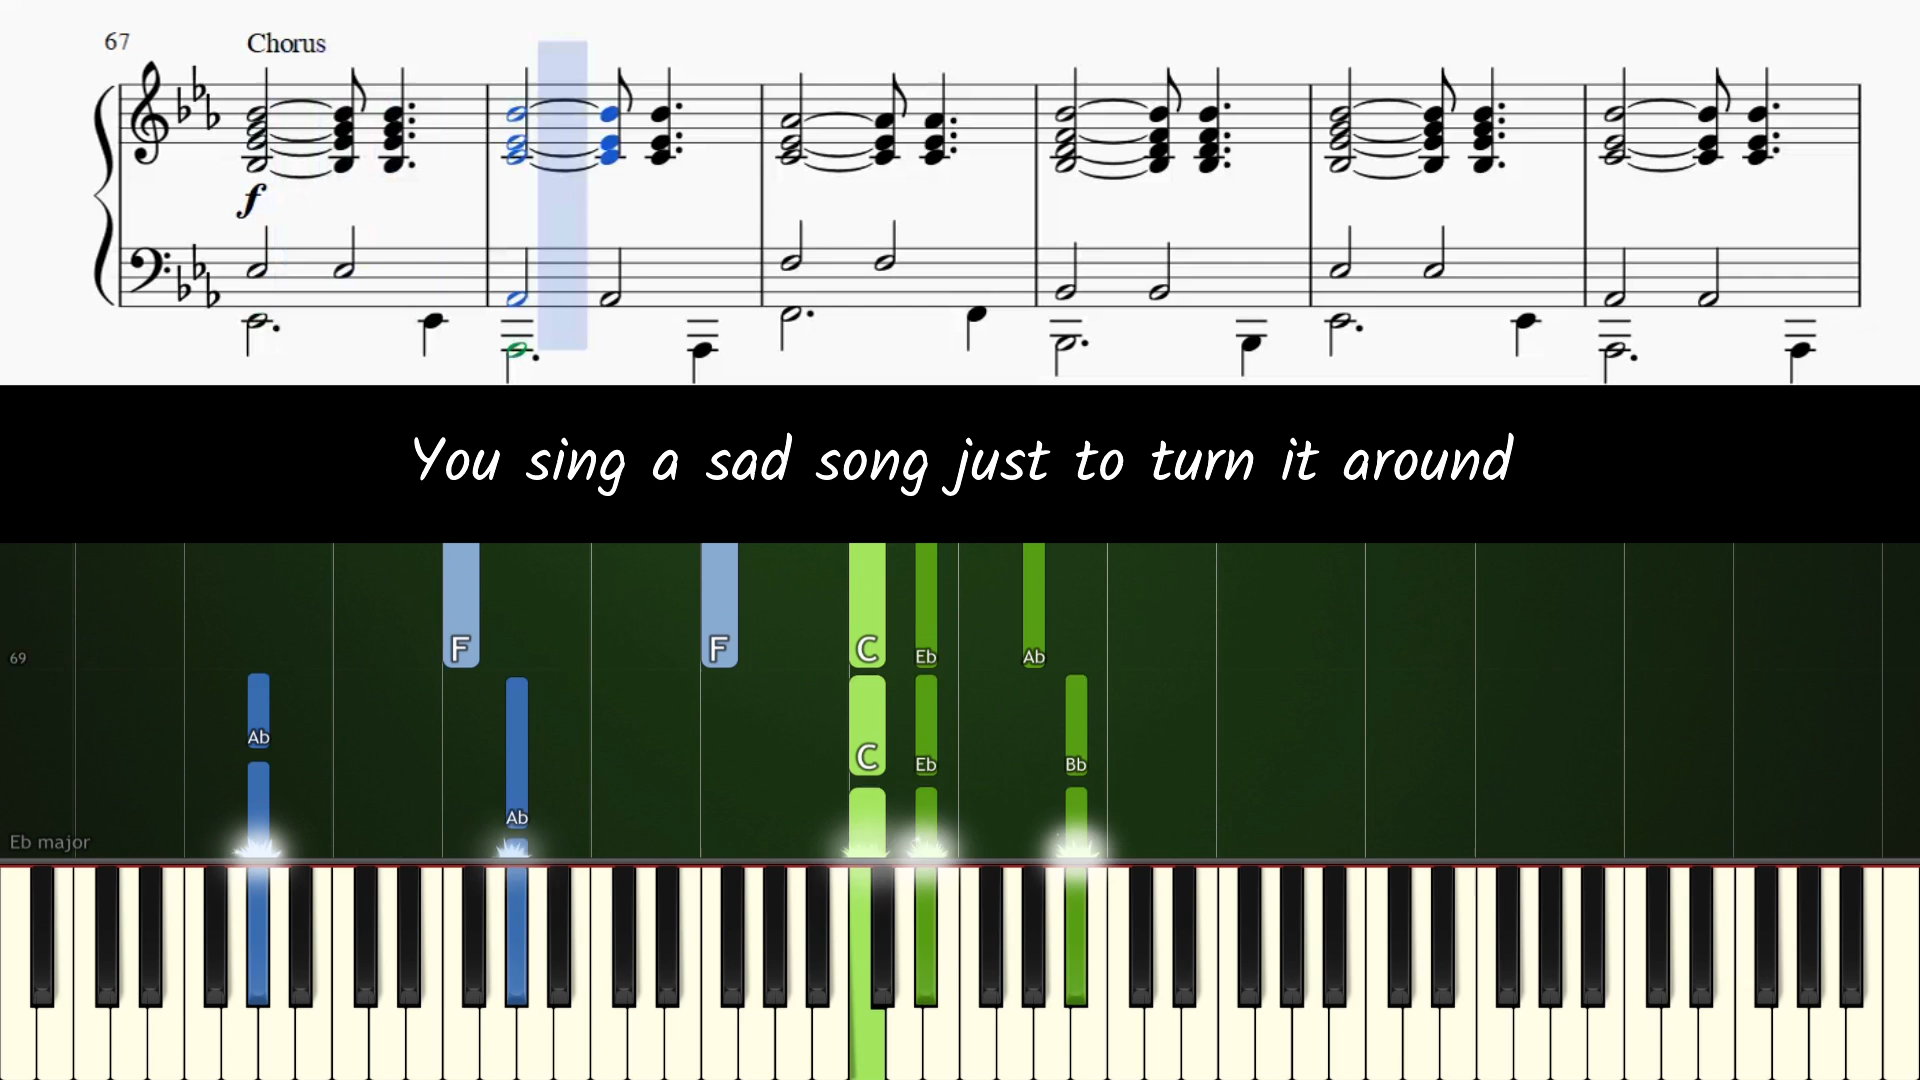 67
Chorus
f
You sing a sad song just to turn it around
F F C Eb Ab
69
Ab C Eb Bb
Ab
Eb major